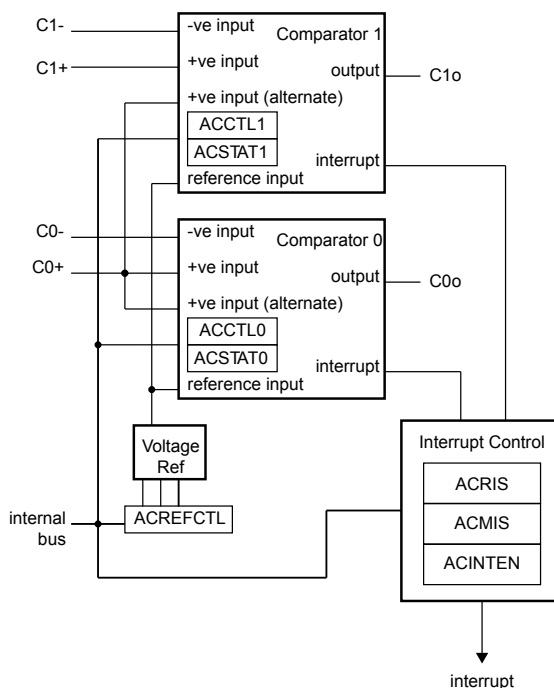 C1-
C1+
-ve input
Comparator 1
+ve input
output
C1o
+ve input (alternate)
ACCTL1
ACSTAT1
interrupt
reference input
C0-
C0+
-ve input
Comparator 0
+ve input
output
C0o
+ve input (alternate)
ACCTL0
ACSTAT0
interrupt
reference input
Voltage
Ref
ACREFCTL
internal
bus
Interrupt Control
ACRIS
ACMIS
ACINTEN
interrupt